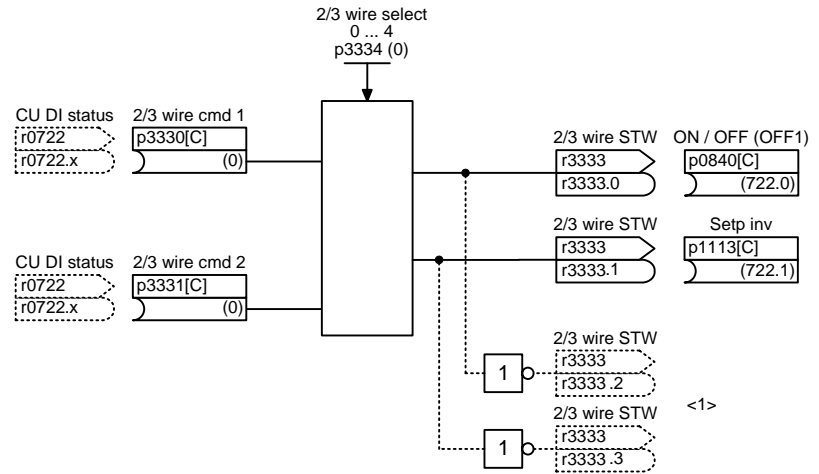 2/3 wire select
0 ... 4
p3334 (0)
CU DI status
r0722
r0722.x
2/3 wire cmd 1
p3330[C]
(0)
2/3 wire STW
r3333
r3333.0
ON / OFF (OFF1)
p0840[C]
(722.0)
2/3 wire STW
r3333
r3333.1
Setp inv
p1113[C]
(722.1)
CU DI status
r0722
r0722.x
2/3 wire cmd 2
p3331[C]
(0)
2/3 wire STW
1
r3333
r3333.2
<1>
2/3 wire STW
1
r3333
r3333.3